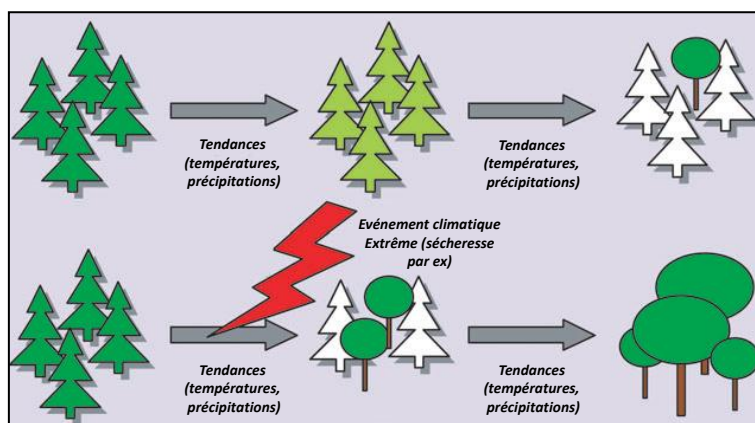 Tendances
(températures,
précipitations)
Tendances
(températures,
précipitations)
Evénement climatique
Extrême (sécheresse
par ex)
Tendances
(températures,
précipitations)
Tendances
(températures,
précipitations)